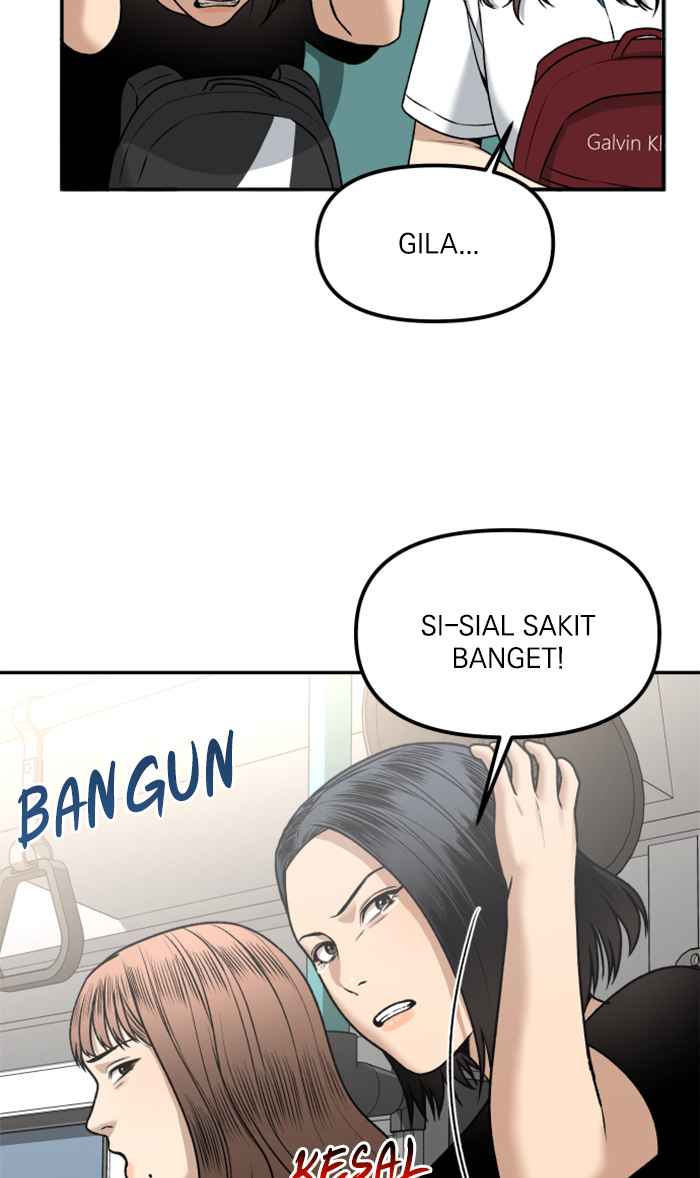 Galvin Kl
GILA...
SI-SIAL SAKIT
BANGET!
BANGUN
KESAL